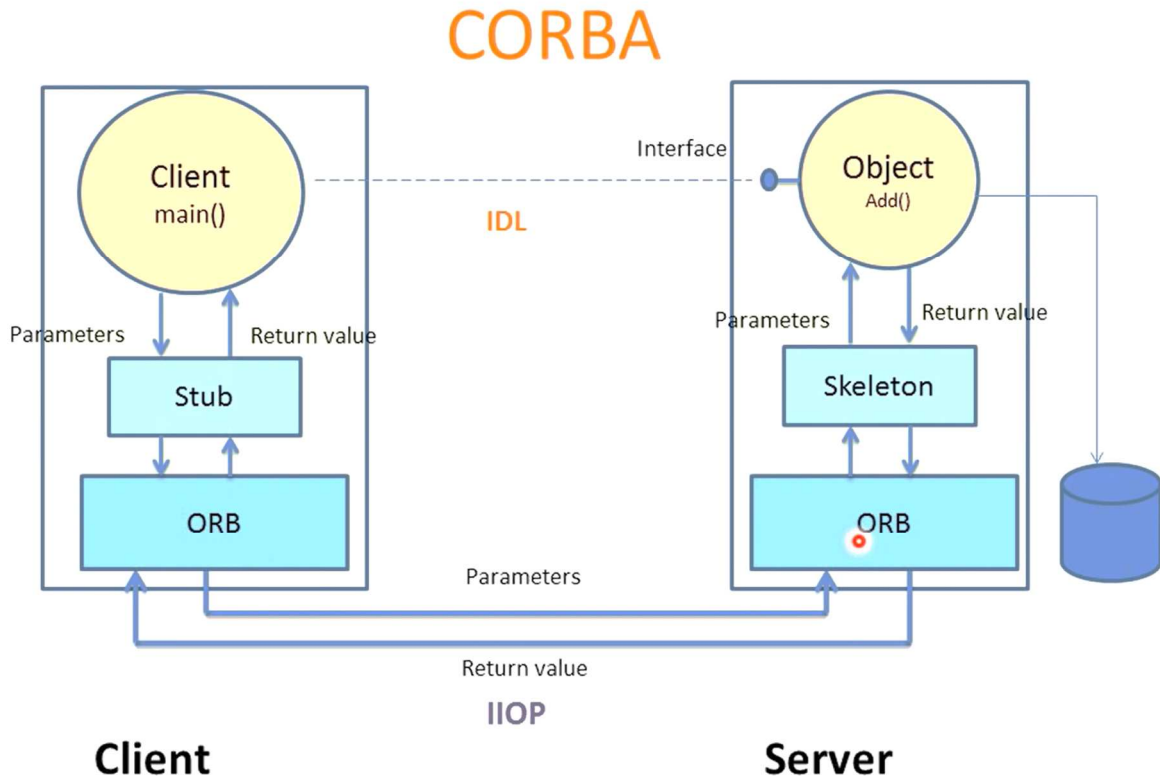 CORBA
Client
main()
Interface
Object
Add()
IDL
Parameters
Return value
Parameters
Return value
Stub
Skeleton
ORB
ORB
Parameters
Return value
IIOP
Client
Server